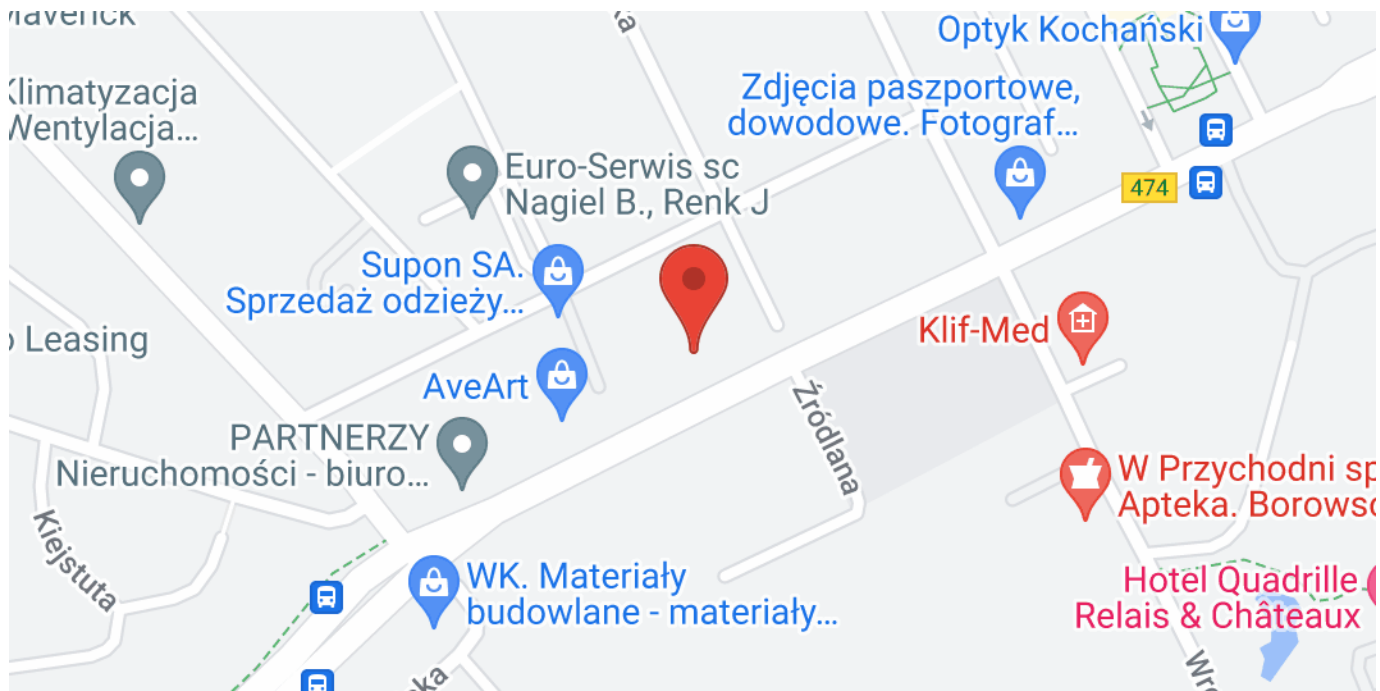 Maverick
Optyk Kochański
Klimatyzacja
Wentylacja...
Zdjęcia paszportowe,
dowodowe. Fotograf...
Euro-Serwis sc
Nagiel B., Renk J
474
Supon SA.
Sprzedaż odzieży...
Leasing
Klif-Med
AveArt
Źródlana
PARTNERZY
Nieruchomości - biuro...
W Przychodni sp
Apteka. Borowsc
Kiejstuta
WK. Materiały
budowlane - materiały...
Hotel Quadrille
Relais & Châteaux